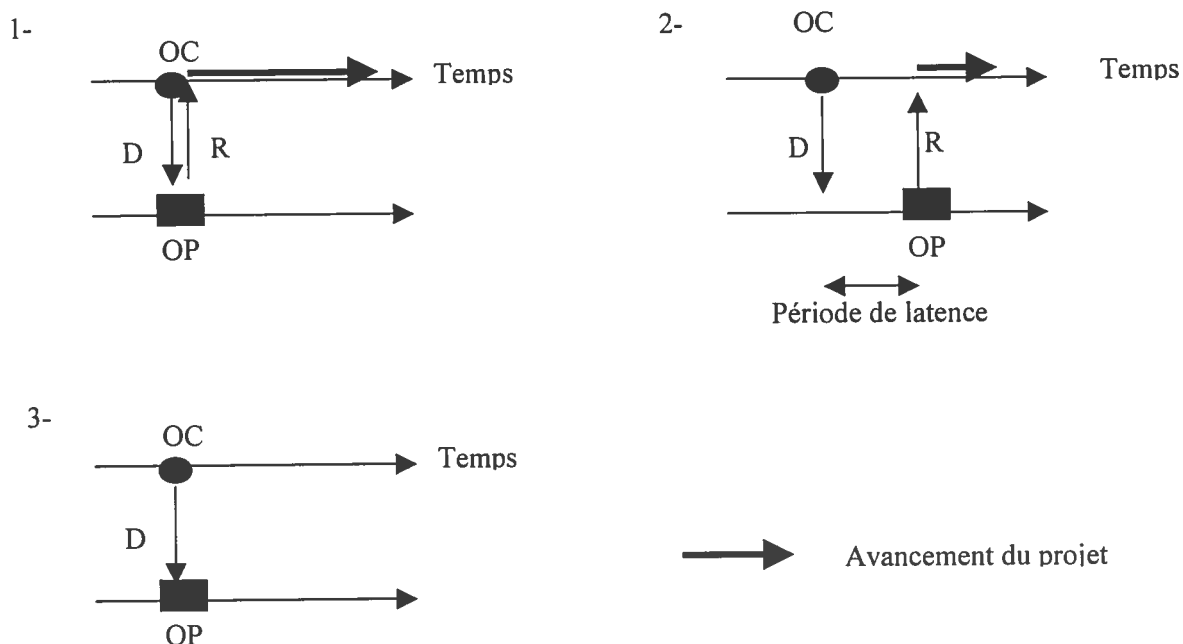 1-
OC
Temps
D
R
OP
2-
OC
Temps
D
R
OP
Période de latence
3-
OC
Temps
D
OP
Avancement du projet